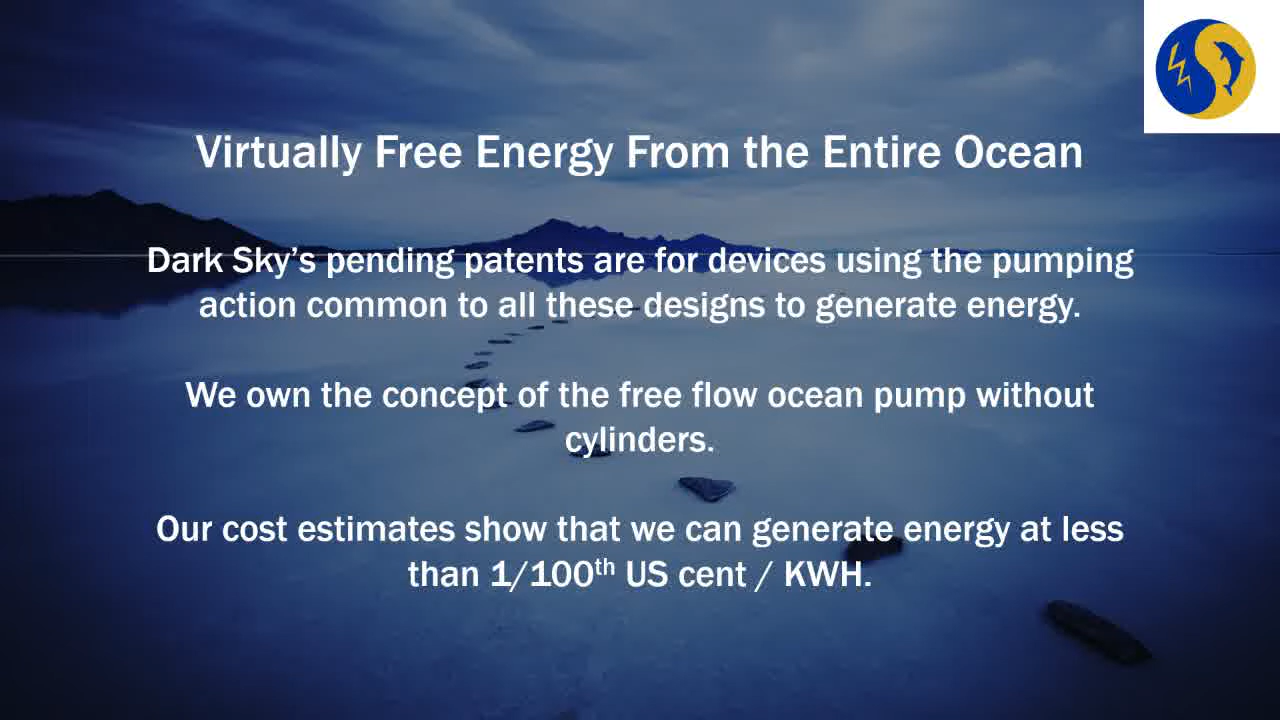 Virtually Free Energy From the Entire Ocean
Dark Sky’s pending patents are for devices using the pumping
action common to all these designs to generate energy.
We own the concept of the free flow ocean pump without
cylinders.
Our cost estimates show that we can generate energy at less
than 1/100th US cent / KWH.